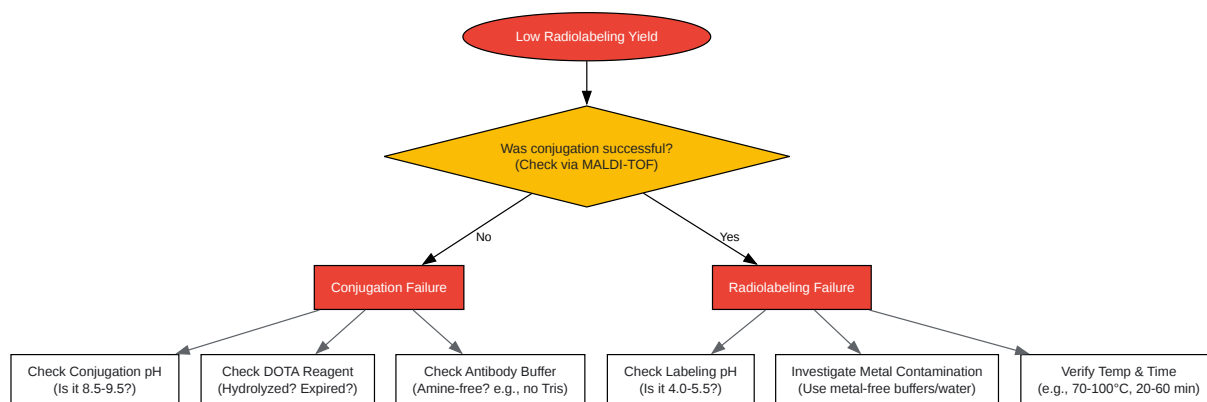 Low Radiolabeling Yield
Was conjugation successful?
(Check via MALDI-TOF)
No
Yes
Conjugation Failure
Radiolabeling Failure
Check Conjugation pH
(Is it 8.5-9.5?)
Check DOTA Reagent
(Hydrolyzed? Expired?)
Check Antibody Buffer
(Amine-free? e.g., no Tris)
Check Labeling pH
(Is it 4.0-5.5?)
Investigate Metal Contamination
(Use metal-free buffers/water)
Verify Temp & Time
(e.g., 70-100°C, 20-60 min)